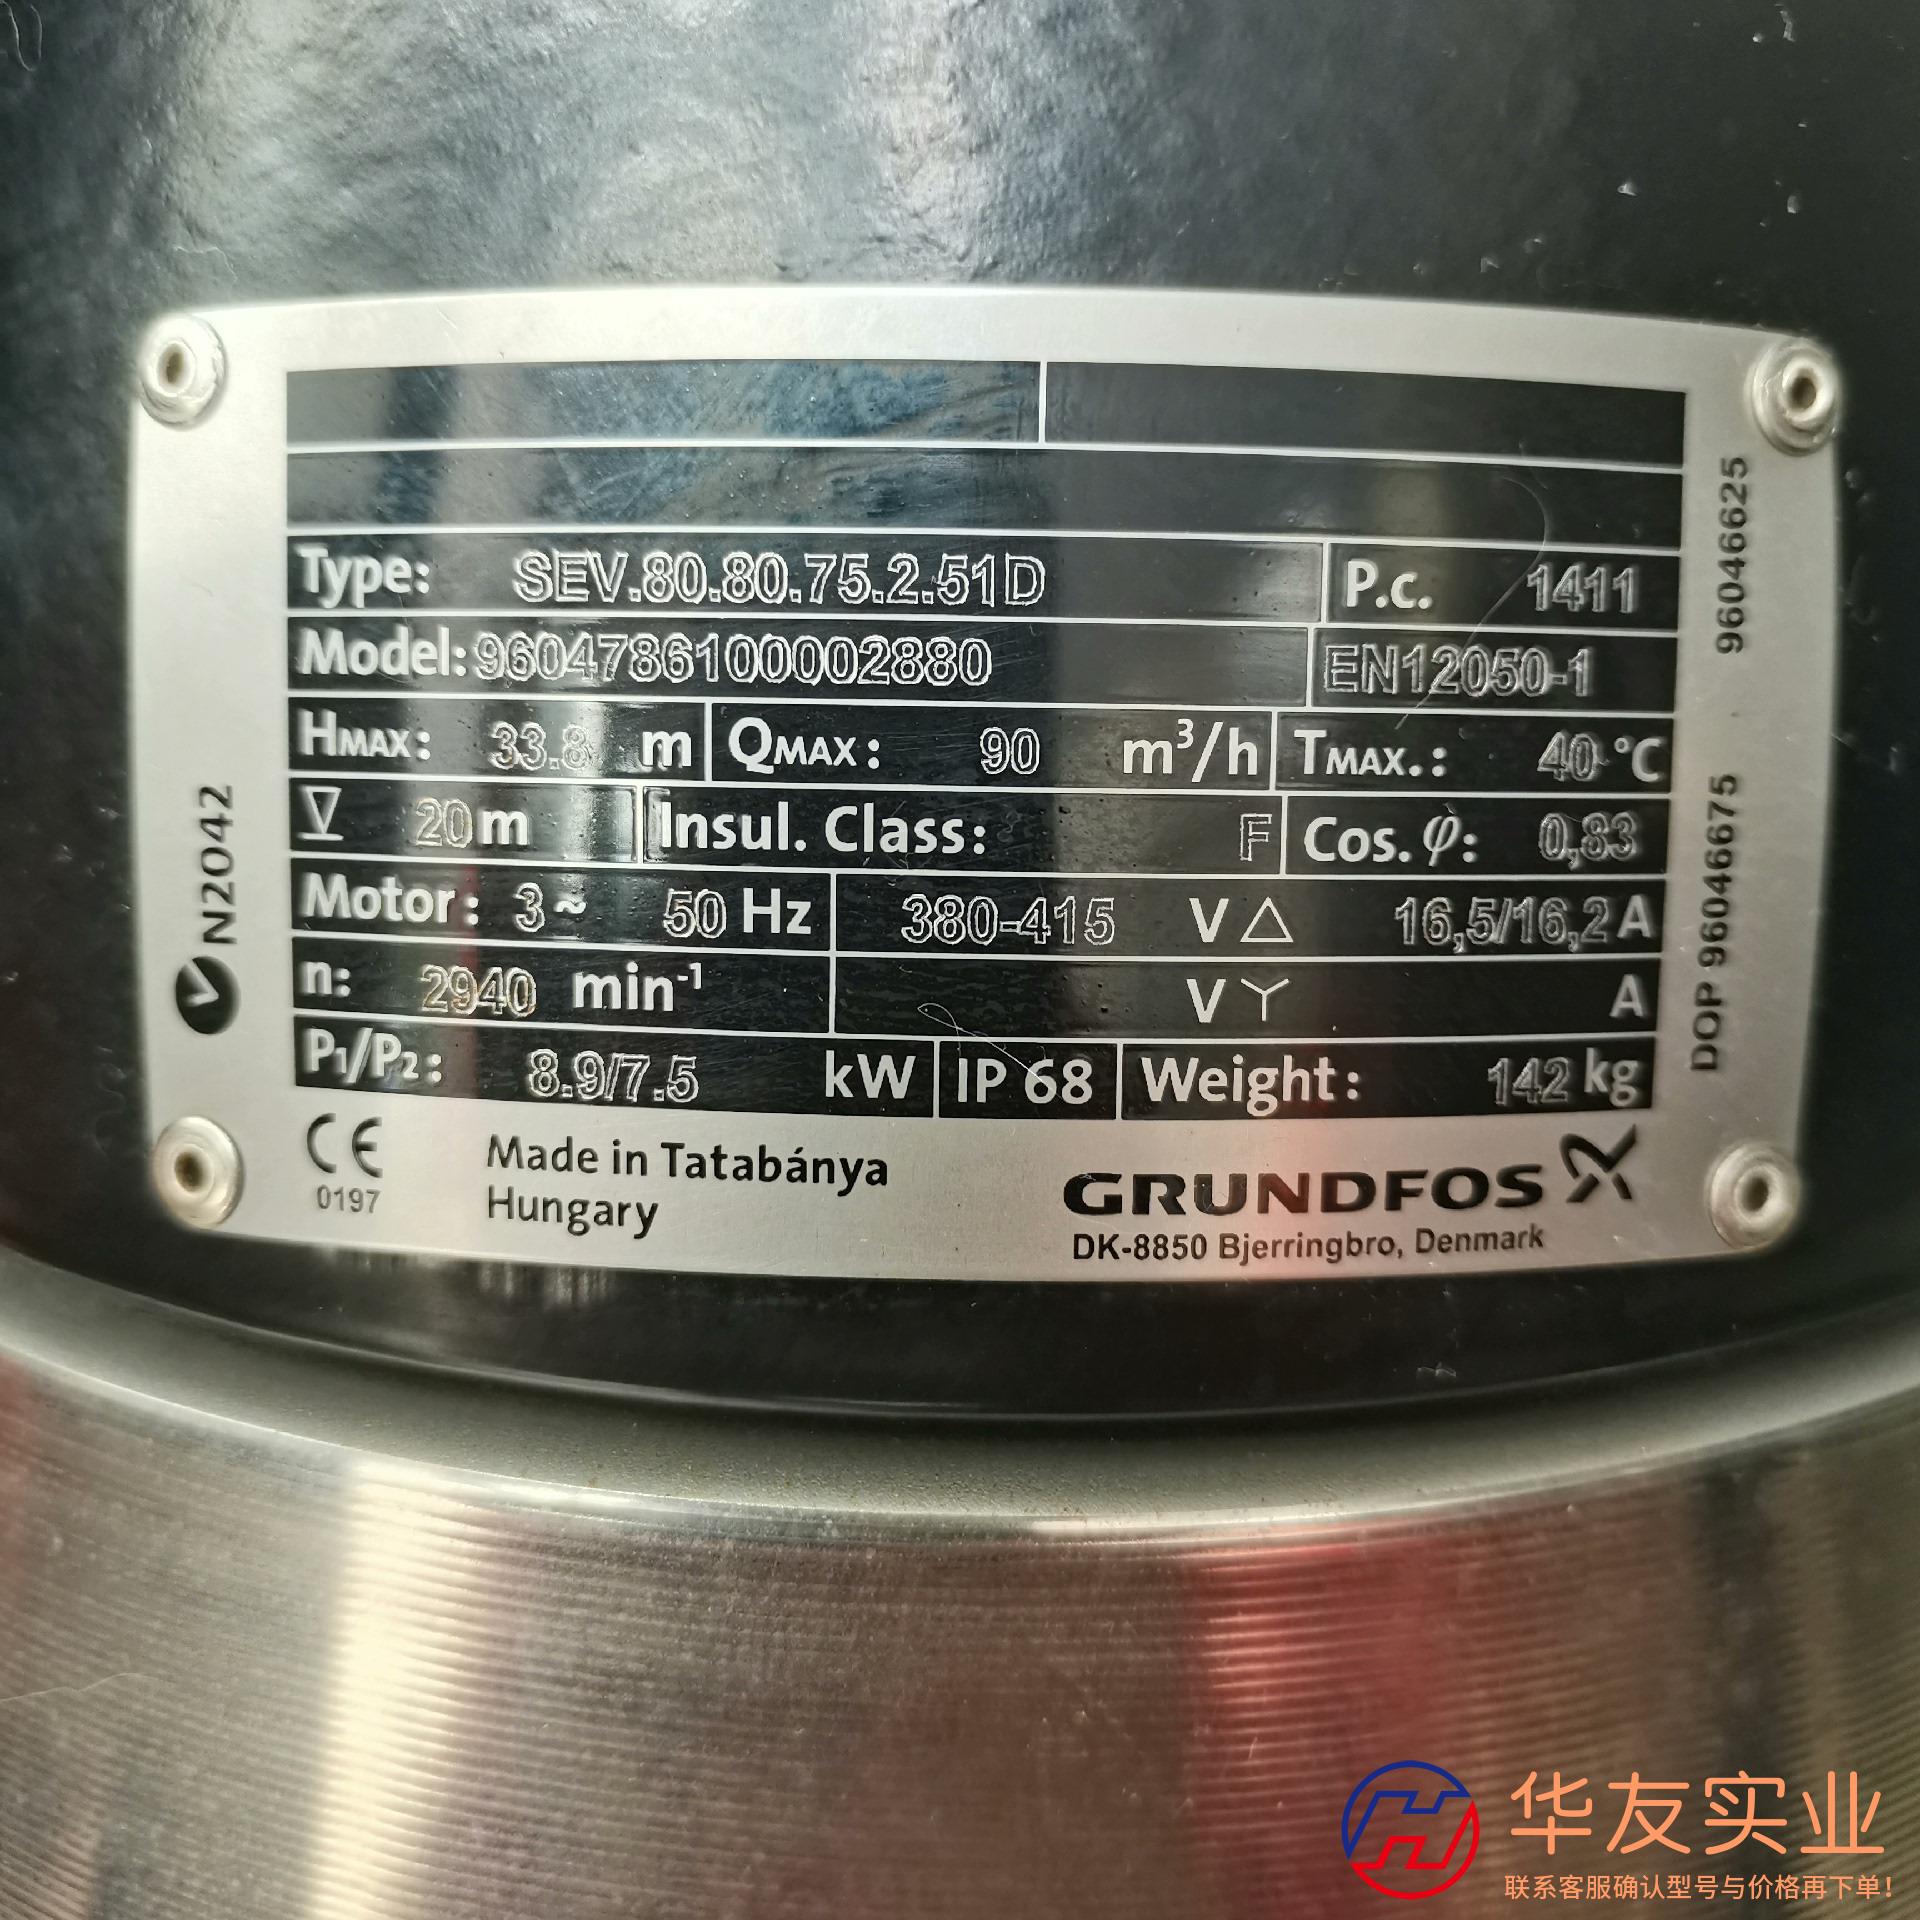 Type: SEV.80.80.75.2.51D P.c. 1411
Model: 9604786100002880 EN12050-1
HMAX: 33.8 m QMAX: 90 m³/h TMAX.: 40 °C
20 m Insul. Class: F Cos. φ: 0,83
Motor: 3 ~ 50 Hz 380-415 V △ 16,5/16,2 A
n: 2940 min⁻¹ V Y A
P1/P2: 8.9/7.5 kW IP 68 Weight: 142 kg
CE
0197
Made in Tatabánya
Hungary
GRUNDFOS
DK-8850 Bjerringbro, Denmark
N2042
96046625
DOP 96046675
华友实业
联系客服确认型号与价格再下单！